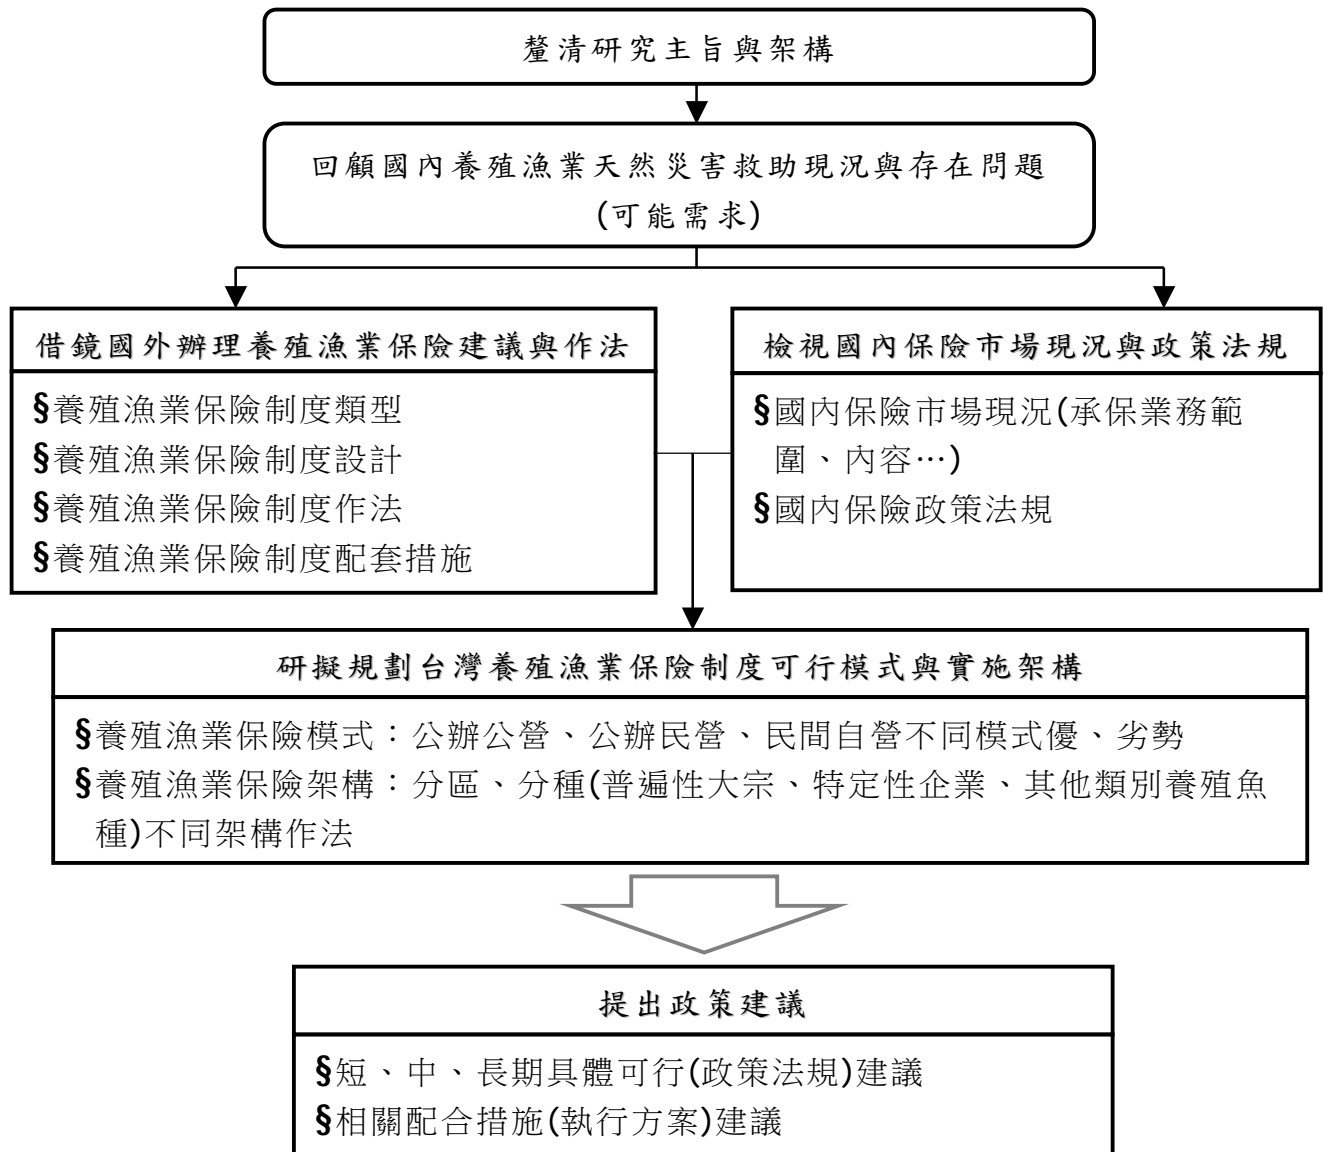 釐清研究主旨與架構
回顧國內養殖漁業天然災害救助現況與存在問題
(可能需求)
借鏡國外辦理養殖漁業保險建議與作法
§養殖漁業保險制度類型
§養殖漁業保險制度設計
§養殖漁業保險制度作法
§養殖漁業保險制度配套措施
檢視國內保險市場現況與政策法規
§國內保險市場現況(承保業務範
圍、內容…)
§國內保險政策法規
研擬規劃台灣養殖漁業保險制度可行模式與實施架構
§養殖漁業保險模式：公辦公營、公辦民營、民間自營不同模式優、劣勢
§養殖漁業保險架構：分區、分種(普遍性大宗、特定性企業、其他類別養殖魚
種)不同架構作法
提出政策建議
§短、中、長期具體可行(政策法規)建議
§相關配合措施(執行方案)建議